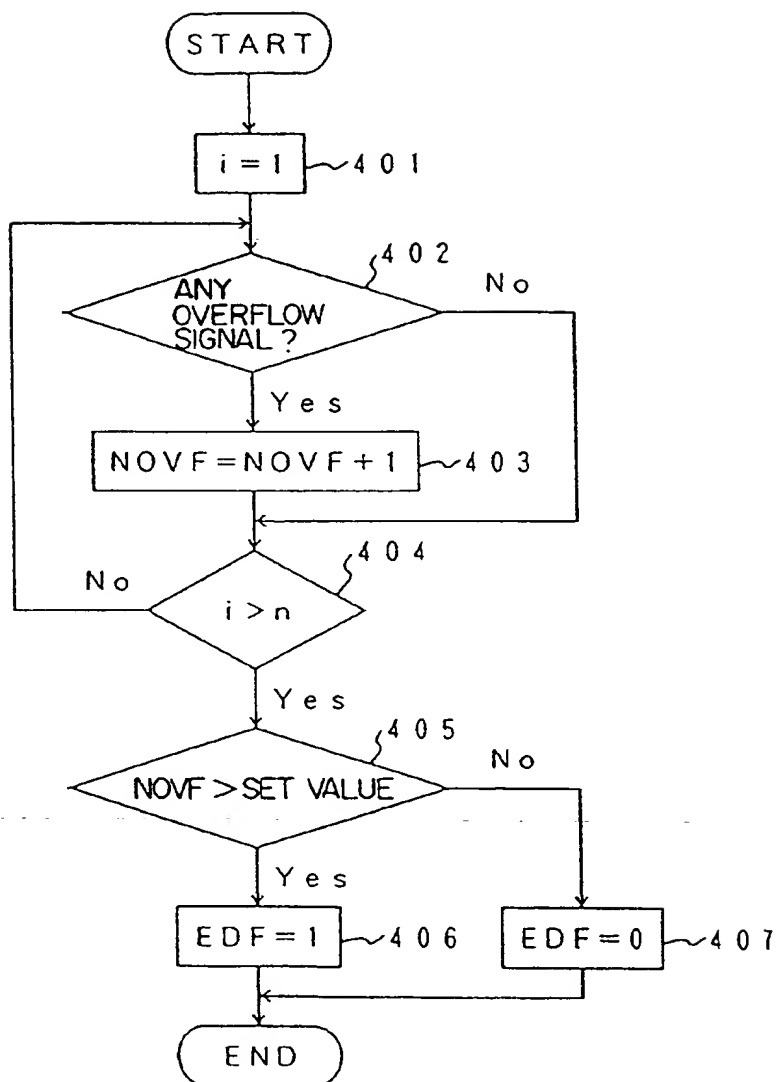 START
i = 1
401
402
ANY
OVERFLOW
SIGNAL?
No
Yes
NOVF=NOVF+1
403
404
No
i > n
Yes
405
NOVF > SET VALUE
No
Yes
EDF=1
406
EDF=0
407
END